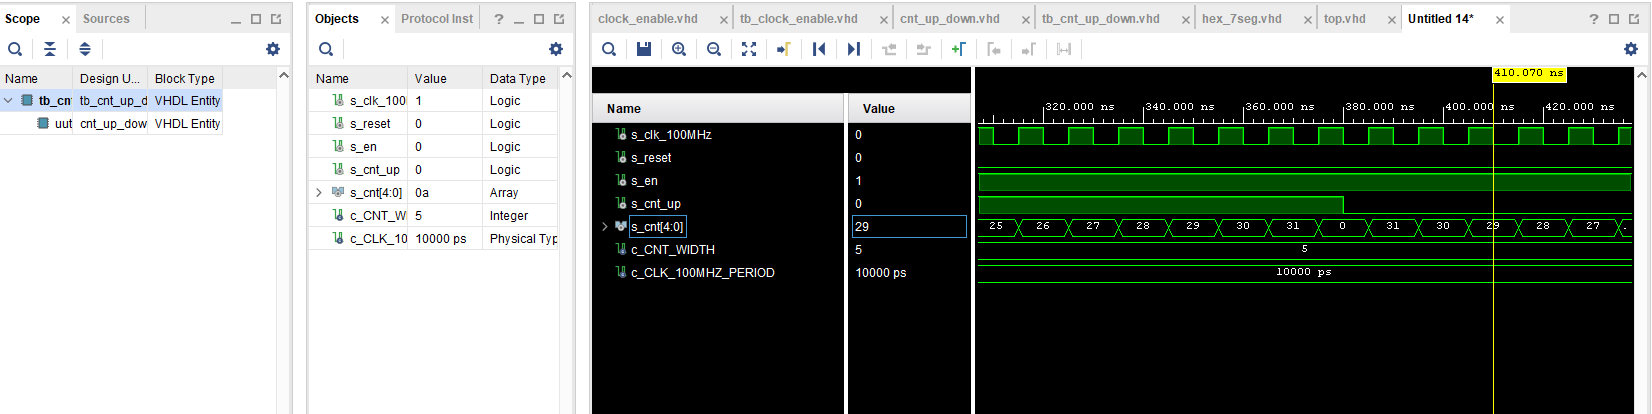 Scope
Sources
Name
Design U...
Block Type
tb_cnt
tb_cnt_up_d
VHDL Entity
uut
cnt_up_dow
VHDL Entity
Objects
Protocol Inst
?
Name
Value
Data Type
s_clk_100
1
Logic
s_reset
0
Logic
s_en
0
Logic
s_cnt_up
0
Logic
s_cnt[4:0]
0a
Array
c_CNT_WI
5
Integer
c_CLK_10
10000 ps
Physical Typ
clock_enable.vhd
tb_clock_enable.vhd
cnt_up_down.vhd
tb_cnt_up_down.vhd
hex_7seg.vhd
top.vhd
Untitled 14*
?
410.070 ns
Name
Value
320.000 ns
340.000 ns
360.000 ns
380.000 ns
400.000 ns
420.000 ns
s_clk_100MHz
0
s_reset
0
s_en
1
s_cnt_up
0
s_cnt[4:0]
29
25 26 27 28 29 30 31 0 31 30 29 28 27 .
c_CNT_WIDTH
5
5
c_CLK_100MHZ_PERIOD
10000 ps
10000 ps